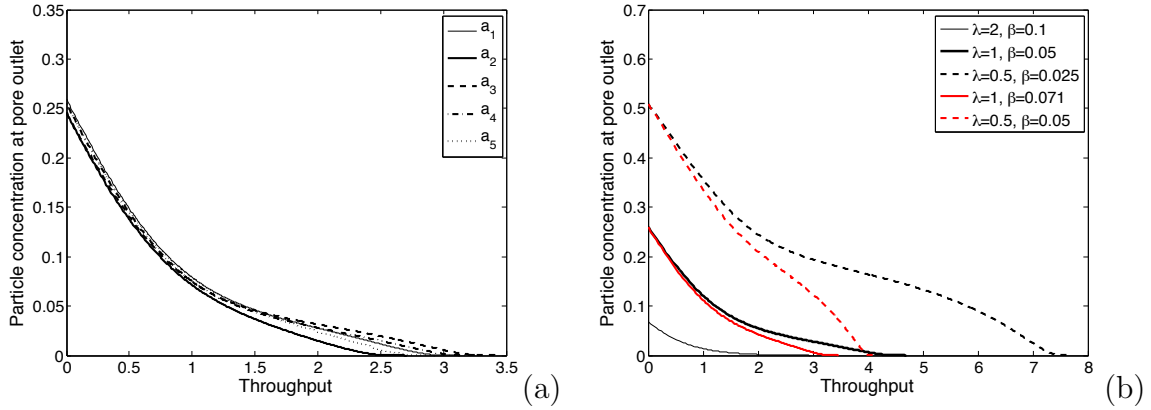 Particle concentration at pore outlet
0.35
0.3
0.25
0.2
0.15
0.1
0.05
0
0
0.5
1
1.5
2
2.5
3
3.5
Throughput
a1
a2
a3
a4
a5
(a)
Particle concentration at pore outlet
0.7
0.6
0.5
0.4
0.3
0.2
0.1
0
0
1
2
3
4
5
6
7
8
Throughput
λ=2, β=0.1
λ=1, β=0.05
λ=0.5, β=0.025
λ=1, β=0.071
λ=0.5, β=0.05
(b)